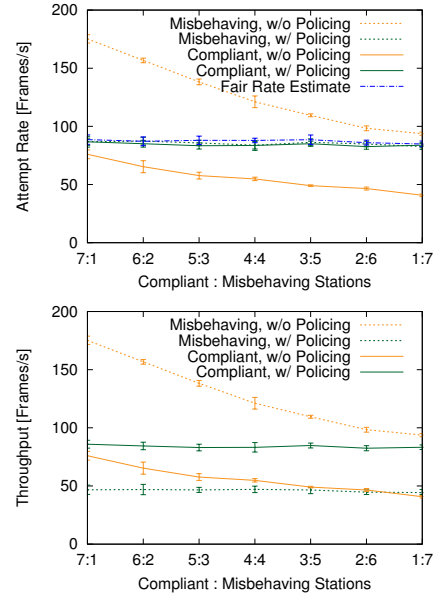 200
150
100
50
0
Attempt Rate [Frames/s]
Misbehaving, w/o Policing
Misbehaving, w/ Policing
Compliant, w/o Policing
Compliant, w/ Policing
Fair Rate Estimate
7:1 6:2 5:3 4:4 3:5 2:6 1:7
Compliant : Misbehaving Stations
200
150
100
50
0
Throughput [Frames/s]
Misbehaving, w/o Policing
Misbehaving, w/ Policing
Compliant, w/o Policing
Compliant, w/ Policing
7:1 6:2 5:3 4:4 3:5 2:6 1:7
Compliant : Misbehaving Stations